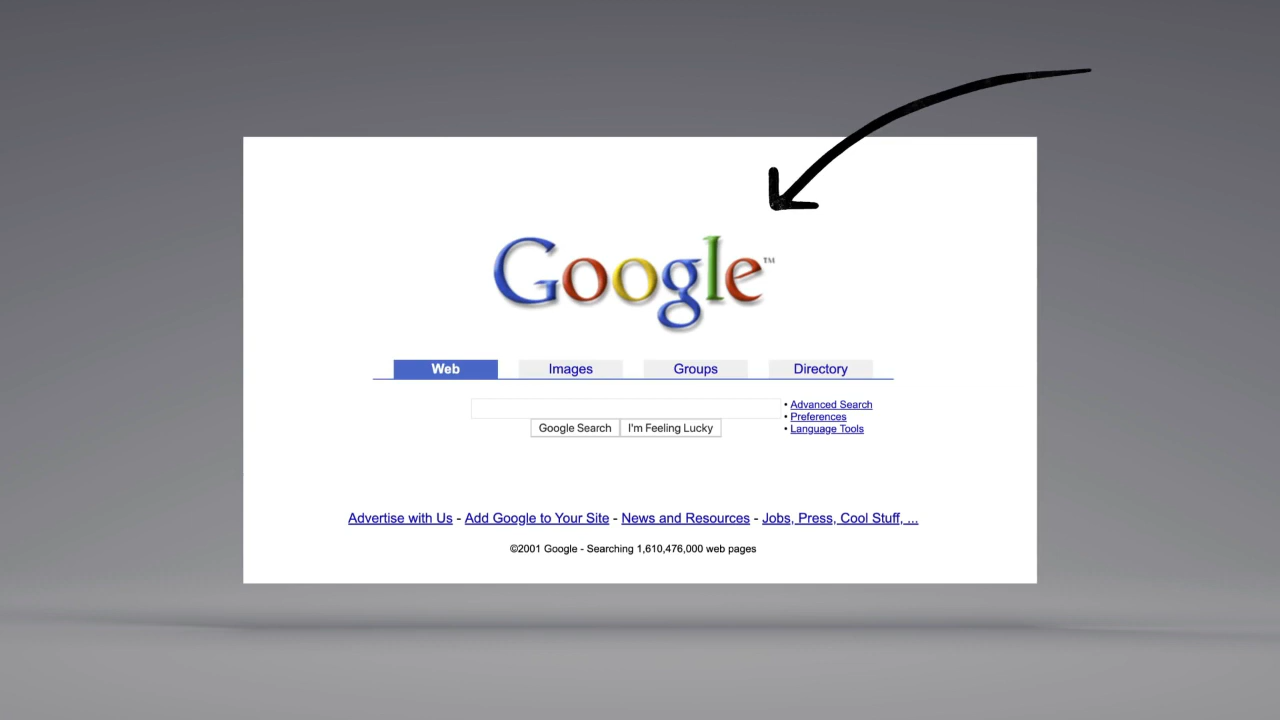 Google™
Web Images Groups Directory
• Advanced Search
• Preferences
• Language Tools
Google Search I'm Feeling Lucky
Advertise with Us - Add Google to Your Site - News and Resources - Jobs, Press, Cool Stuff, ...
©2001 Google - Searching 1,610,476,000 web pages